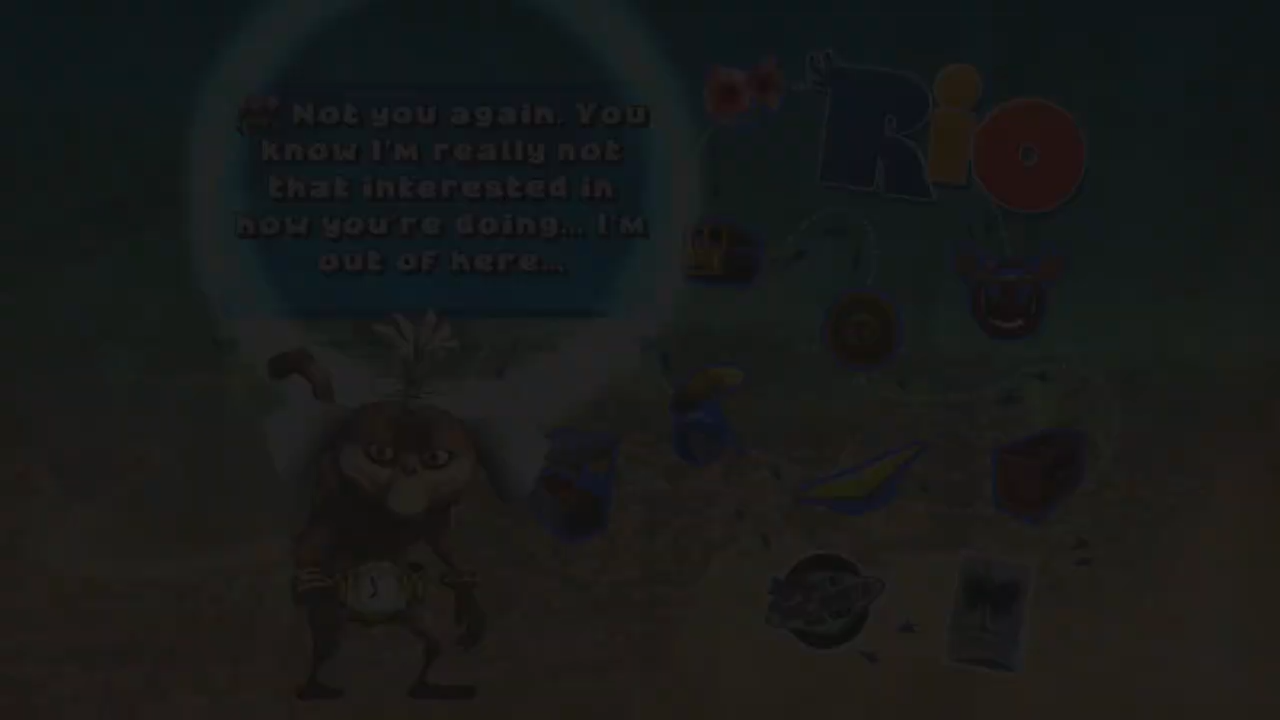 Not you again. You
know I'm really not
that interested in
how you're doing... I'm
out of here...
Rio